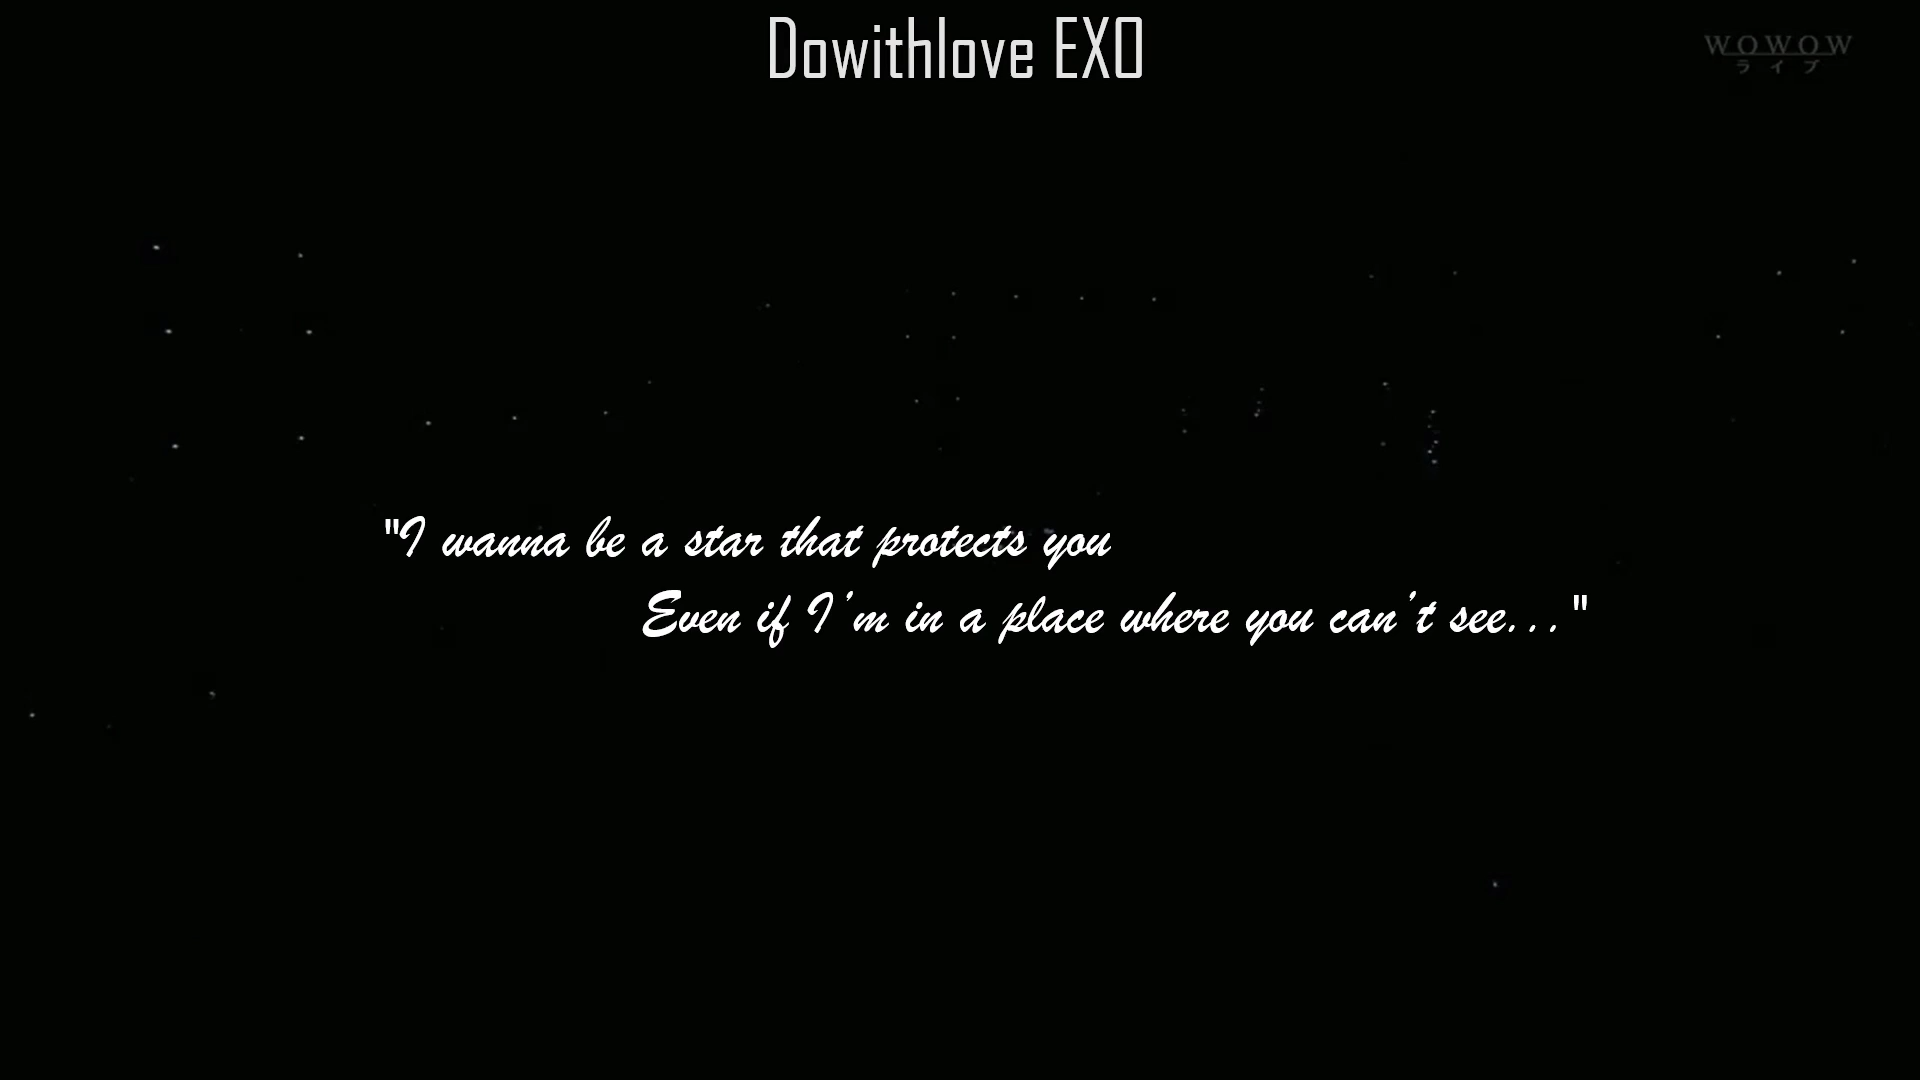 Dowithlove EXO
WOWOW
ライブ
"I wanna be a star that protects you
Even if I'm in a place where you can't see..."